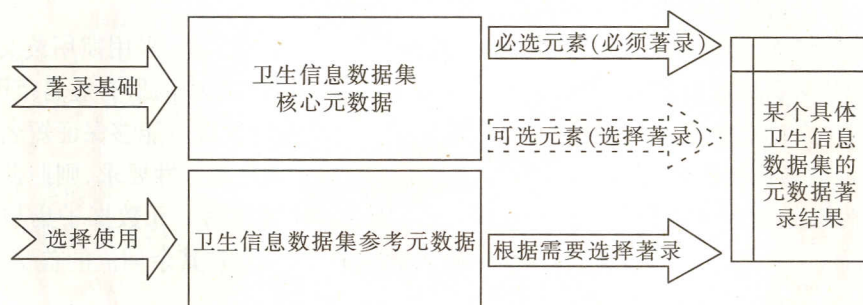 著录基础
卫生信息数据集
核心元数据
必选元素(必须著录)
可选元素(选择著录)
选择使用
卫生信息数据集参考元数据
根据需要选择著录
某个具体
卫生信息
数据集的
元数据著
录结果